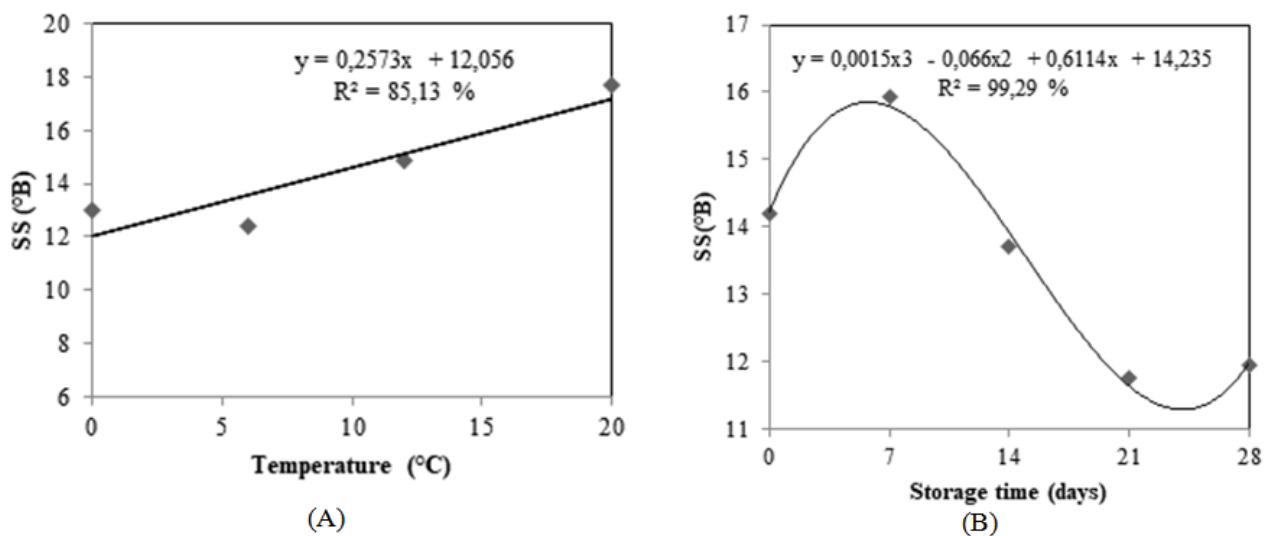 20
18
16
14
12
10
8
6
SS (°B)
y = 0,2573x + 12,056
R² = 85,13 %
0 5 10 15 20
Temperature (°C)
(A)
17
16
15
14
13
12
11
SS(°B)
y = 0,0015x3 - 0,066x2 + 0,6114x + 14,235
R² = 99,29 %
0 7 14 21 28
Storage time (days)
(B)